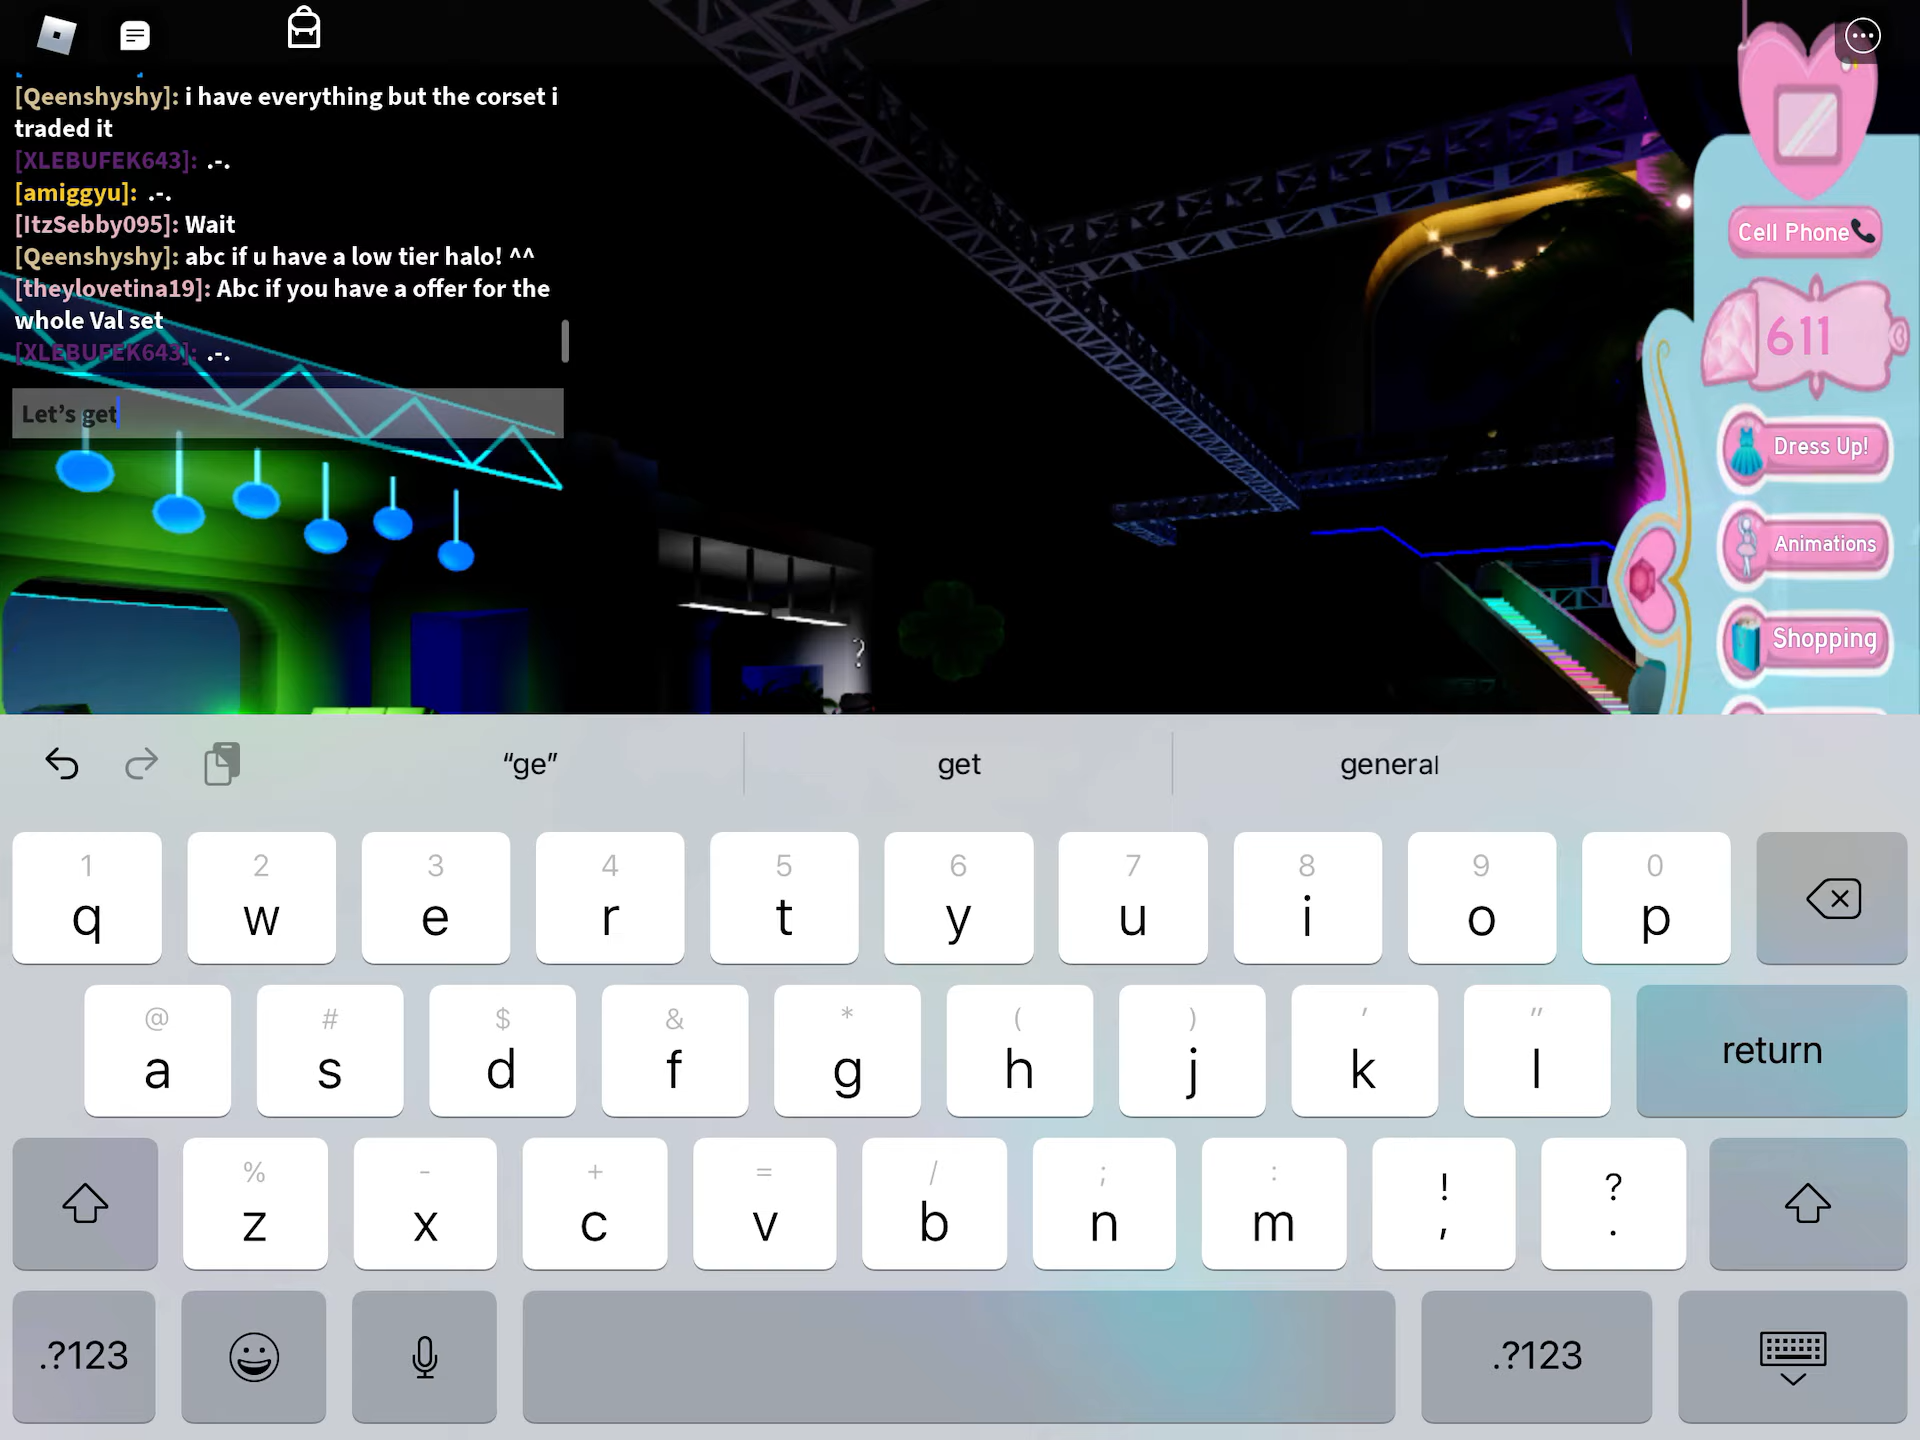 [Qeenshyshy]: i have everything but the corset i
traded it
[XLEBUFEK643]: .-.
[amiggyu]: .-.
[ItzSebby095]: Wait
[Qeenshyshy]: abc if u have a low tier halo! ^^
[theylovetina19]: Abc if you have a offer for the
whole Val set
[XLEBUFEK643]: .-.
Let’s get
Cell Phone
611
Dress Up!
Animations
Shopping
?
“ge” get general
1 2 3 4 5 6 7 8 9 0
q w e r t y u i o p
@ # $ & * ( ) ' "
a s d f g h j k l return
% - + = / ; : ! ?
z x c v b n m , .
.?123 .?123